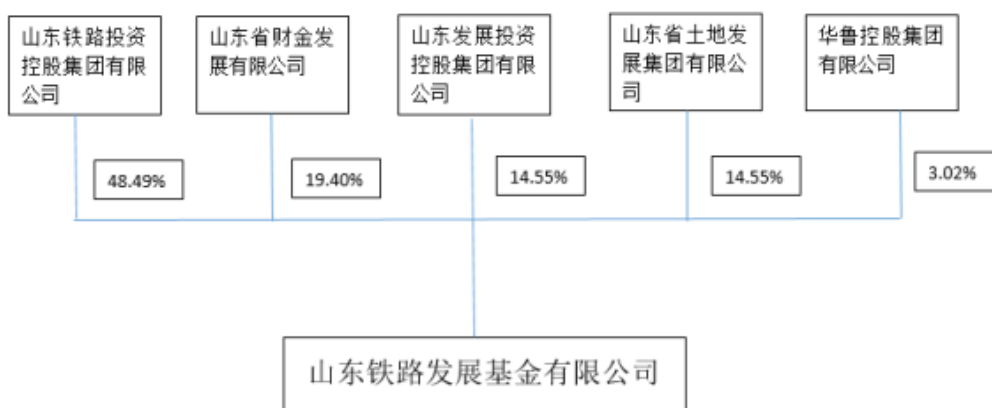 山东铁路投资
控股集团有限
公司
山东省财金发
展有限公司
山东发展投资
控股集团有限
公司
山东省土地发
展集团有限公
司
华鲁控股集团
有限公司
48.49%
19.40%
14.55%
14.55%
3.02%
山东铁路发展基金有限公司